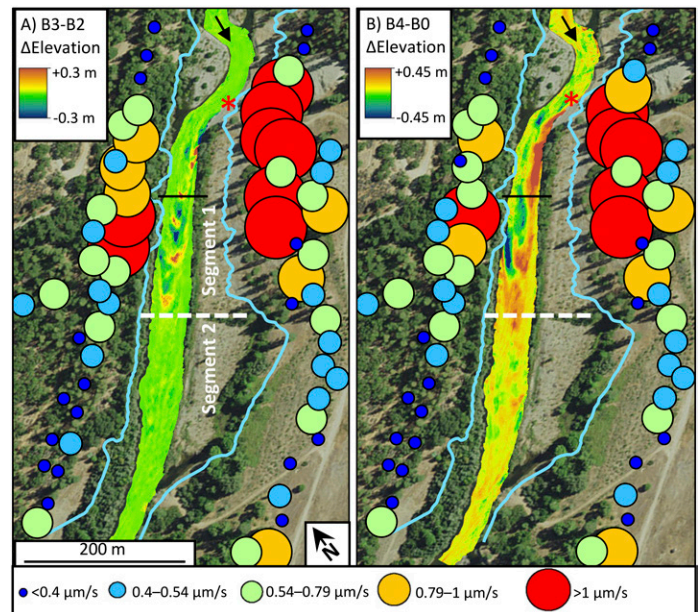 A) B3-B2
ΔElevation
+0.3 m
-0.3 m
*
Segment 1
Segment 2
200 m
N
B) B4-B0
ΔElevation
+0.45 m
-0.45 m
*
<0.4 µm/s
0.4–0.54 µm/s
0.54–0.79 µm/s
0.79–1 µm/s
>1 µm/s